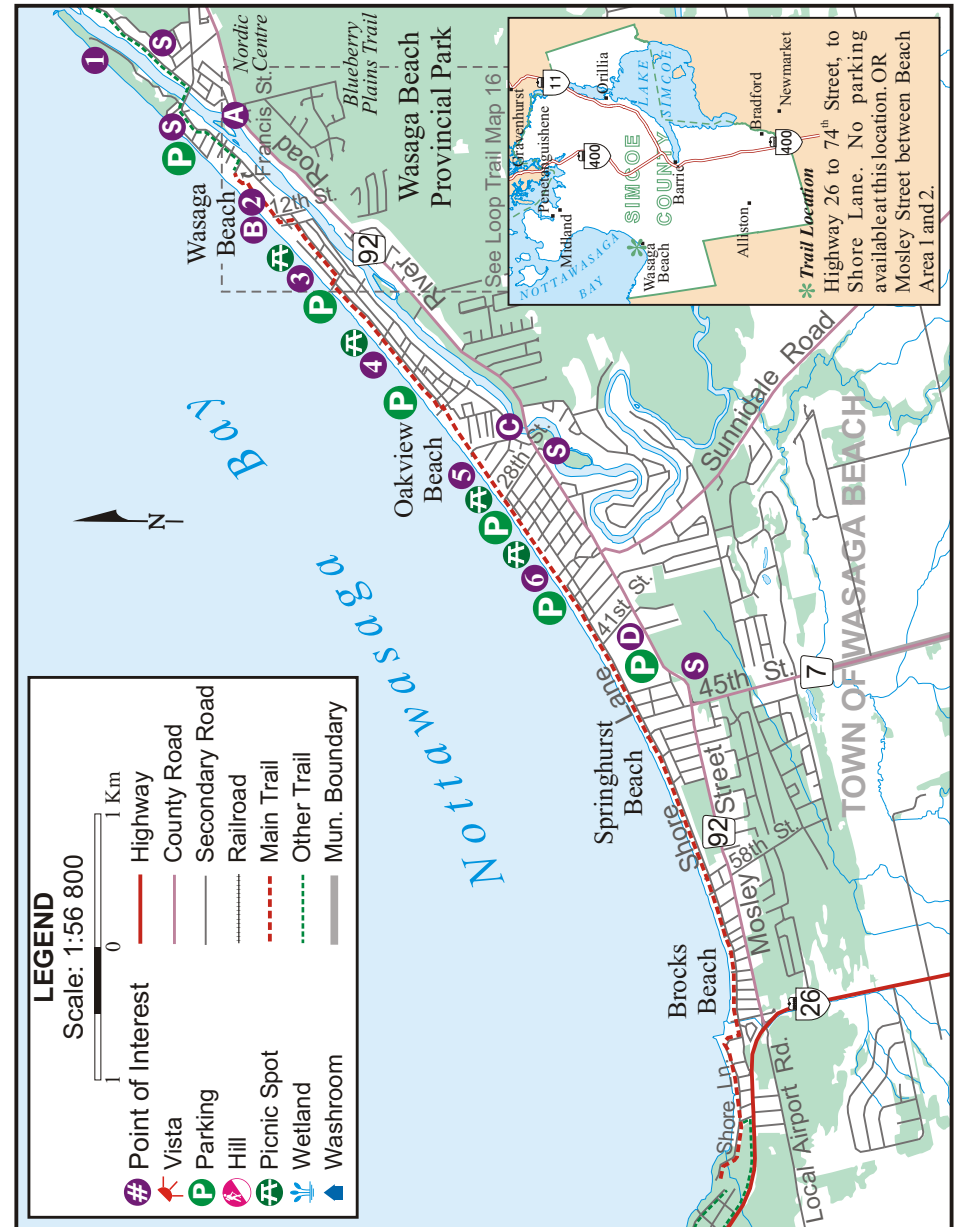 LEGEND
Scale: 1:56 800
1 0 1 Km
# Point of Interest
Vista
P Parking
Hill
Picnic Spot
Wetland
Washroom
Highway
County Road
Secondary Road
Railroad
Main Trail
Other Trail
Mun. Boundary
N
Nottawasaga Bay
1
S
S
P
A
Nordic
Centre
Francis St.
Blueberry
Plains Trail
Wasaga Beach
Provincial Park
See Loop Trail Map 16
Wasaga
Beach
B
2
12th St.
River Road
92
3
P
4
P
Oakview
Beach
C
28th St.
S
5
P
6
P
41st St.
D
P
S
45th St.
7
Sunnidale Road
TOWN OF WASAGA BEACH
Springhurst
Beach
Shore Lane
92
Mosley Street
58th St.
Brocks
Beach
26
Shore Ln.
Local Airport Rd.
Gravenhurst
11
Penetanguishene
Orillia
Midland
400
LAKE
SIMCOE
SIMCOE
COUNTY
NOTTAWASAGA
BAY
Wasaga
Beach
Barrie
Bradford
Newmarket
400
Alliston
* Trail Location
Highway 26 to 74th Street, to
Shore Lane. No parking
available at this location. OR
Mosley Street between Beach
Area 1 and 2.